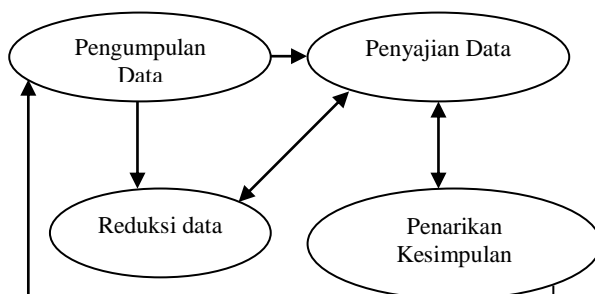 Pengumpulan
Data
Penyajian Data
Reduksi data
Penarikan
Kesimpulan